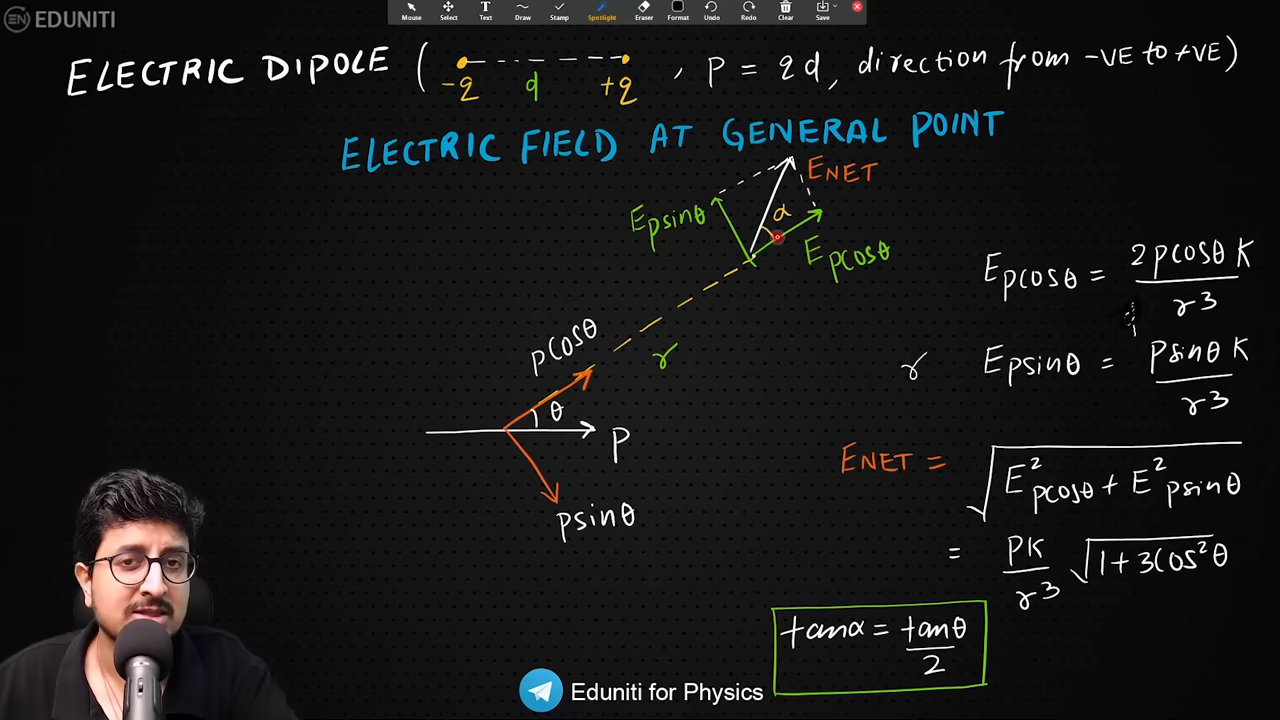 EDUNITI
Mouse Select Text Draw Stamp Spotlight Eraser Format Undo Redo Clear Save
ELECTRIC DIPOLE ( -q d +q , P = qd, direction from -VE to +VE)
ELECTRIC FIELD AT GENERAL POINT
ENET
α
Epsinθ
Epcosθ
Epcosθ = 2pcosθ K / r3
pcosθ
r
θ
P
psinθ
r Epsinθ = psinθ K / r3
ENET = √E²pcosθ + E²psinθ
= PK / r3 √1+3cos²θ
tanα = tanθ / 2
Eduniti for Physics